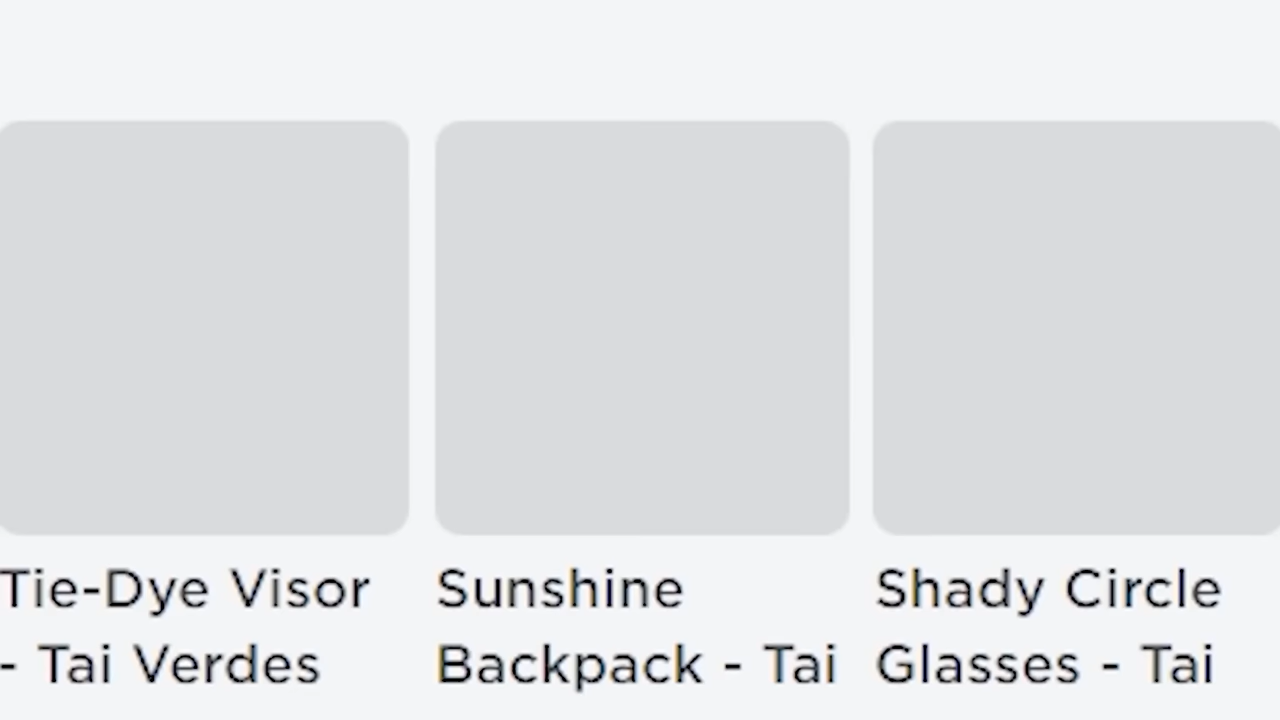 Tie-Dye Visor
- Tai Verdes
Sunshine
Backpack - Tai
Shady Circle
Glasses - Tai